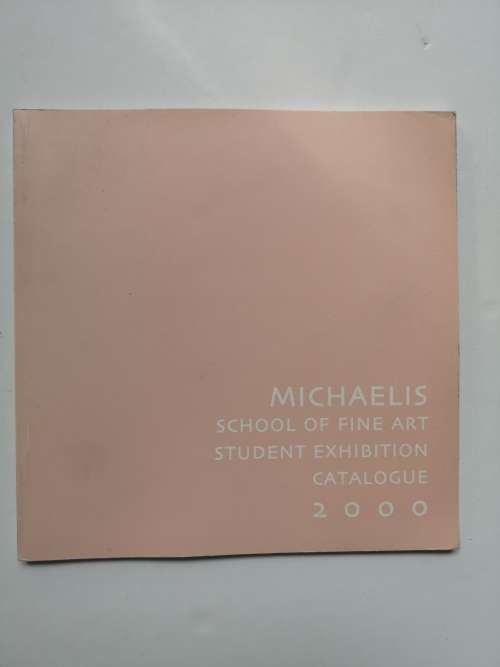 MICHAELIS
SCHOOL OF FINE ART
STUDENT EXHIBITION
CATALOGUE
2000